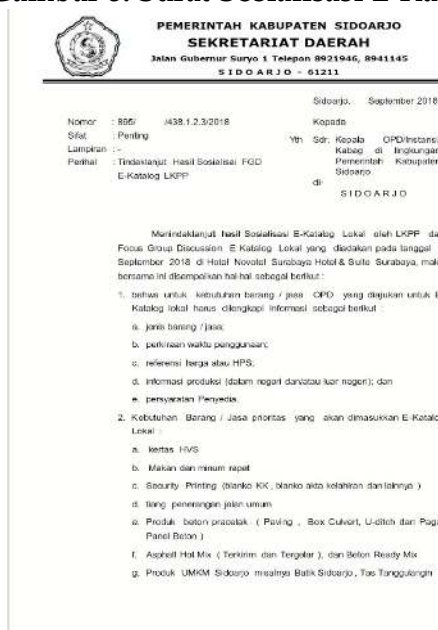 PEMERINTAH KABUPATEN SIDOARJO
SEKRETARIAT DAERAH
Jalan Gubernur Suryo 1 Telepon 8921946, 8941145
SIDOARJO - 61211
Sidoarjo, September 2018
Nomor : 895/ /438.1.2.3/2018
Sifat : Penting
Lampiran : -
Perihal : Tindaklanjut Hasil Sosialisai FGD
E-Katalog LKPP
Kepada
Yth Sdr. Kepala OPD/Instansi
Kabag di lingkungan
Pemerintah Kabupaten
Sidoarjo
di-
SIDOARJO
Menindaklanjuti hasil Sosialisasi E-Katalog Lokal oleh LKPP da
Focus Group Discussion E Katalog Lokal yang diadakan pada tanggal
September 2018 di Hotel Novotel Surabaya Hotel & Suite Surabaya, mak
bersama ini disampaikan hal-hal sebagai berikut :
1. bahwa untuk kebutuhan barang / jasa OPD yang diajukan untuk E
Katalog lokal harus dilengkapi informasi sebagai berikut :
a. jenis barang / jasa;
b. perkiraan waktu penggunaan;
c. referensi harga atau HPS;
d. informasi produksi (dalam negeri dan/atau luar negeri); dan
e. persyaratan Penyedia.
2. Kebutuhan Barang / Jasa prioritas yang akan dimasukkan E-Katalo
Lokal :
a. kertas HVS
b. Makan dan minum rapat
c. Security Printing (blanko KK , blanko akta kelahiran dan lainnya )
d. tiang penerangan jalan umum
e. Produk beton pracetak ( Paving , Box Culvert, U-ditch dan Paga
Panel Beton )
f. Asphalt Hot Mix ( Terkirim dan Tergelar ), dan Beton Ready Mix
g. Produk UMKM Sidoarjo misalnya Batik Sidoarjo , Tas Tanggulangin